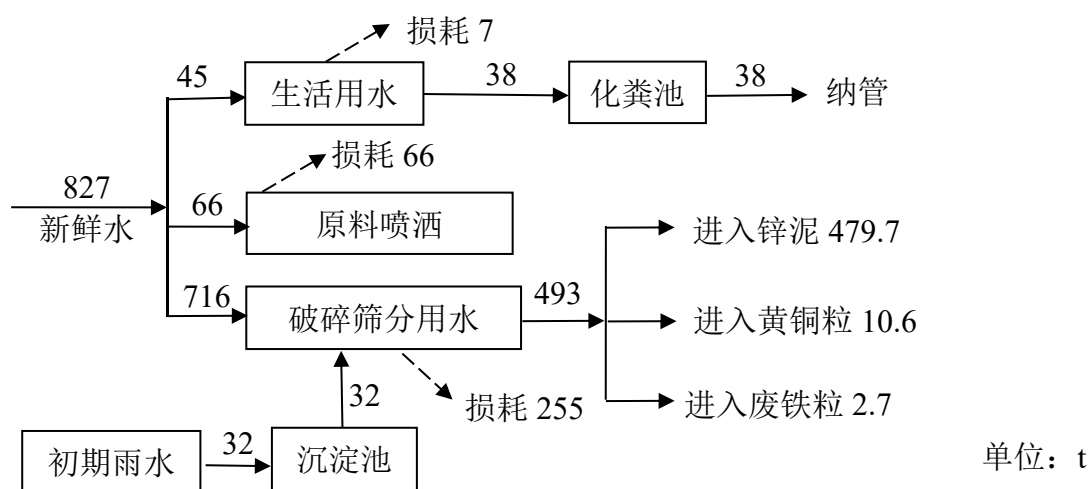 损耗 7
45
生活用水
38
化粪池
38
纳管
损耗 66
827
新鲜水
66
原料喷洒
进入锌泥 479.7
716
破碎筛分用水
493
进入黄铜粒 10.6
32
损耗 255
进入废铁粒 2.7
初期雨水
32
沉淀池
单位：t